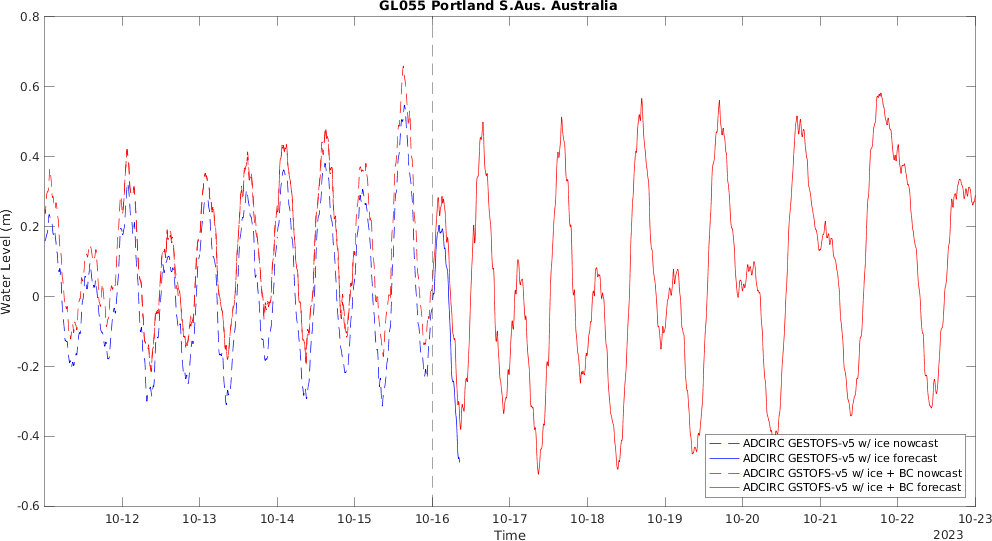 GL055 Portland S.Aus. Australia
0.8
0.6
0.4
0.2
0
-0.2
-0.4
-0.6
Water Level (m)
ADCIRC GESTOFS-v5 w/ ice nowcast
ADCIRC GESTOFS-v5 w/ ice forecast
ADCIRC GSTOFS-v5 w/ ice + BC nowcast
ADCIRC GSTOFS-v5 w/ ice + BC forecast
10-12 10-13 10-14 10-15 10-16 10-17 10-18 10-19 10-20 10-21 10-22 10-23
Time
2023